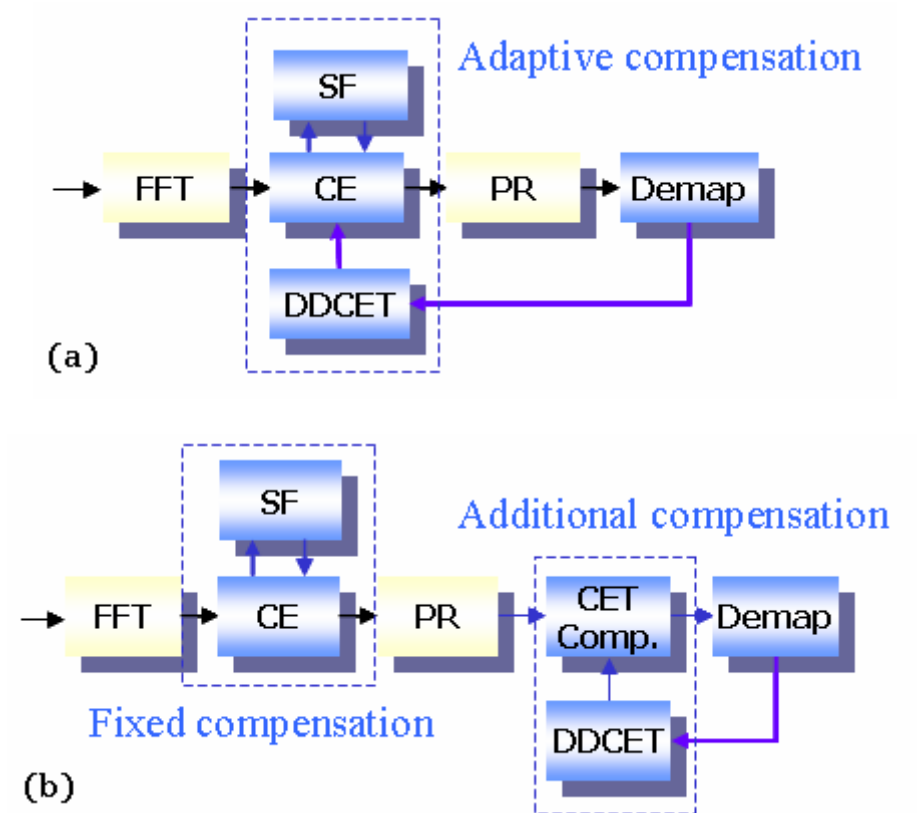 Adaptive compensation
SF
FFT
CE
PR
Demap
DDCET
(a)
SF
Additional compensation
FFT
CE
PR
CET
Comp.
Demap
Fixed compensation
DDCET
(b)